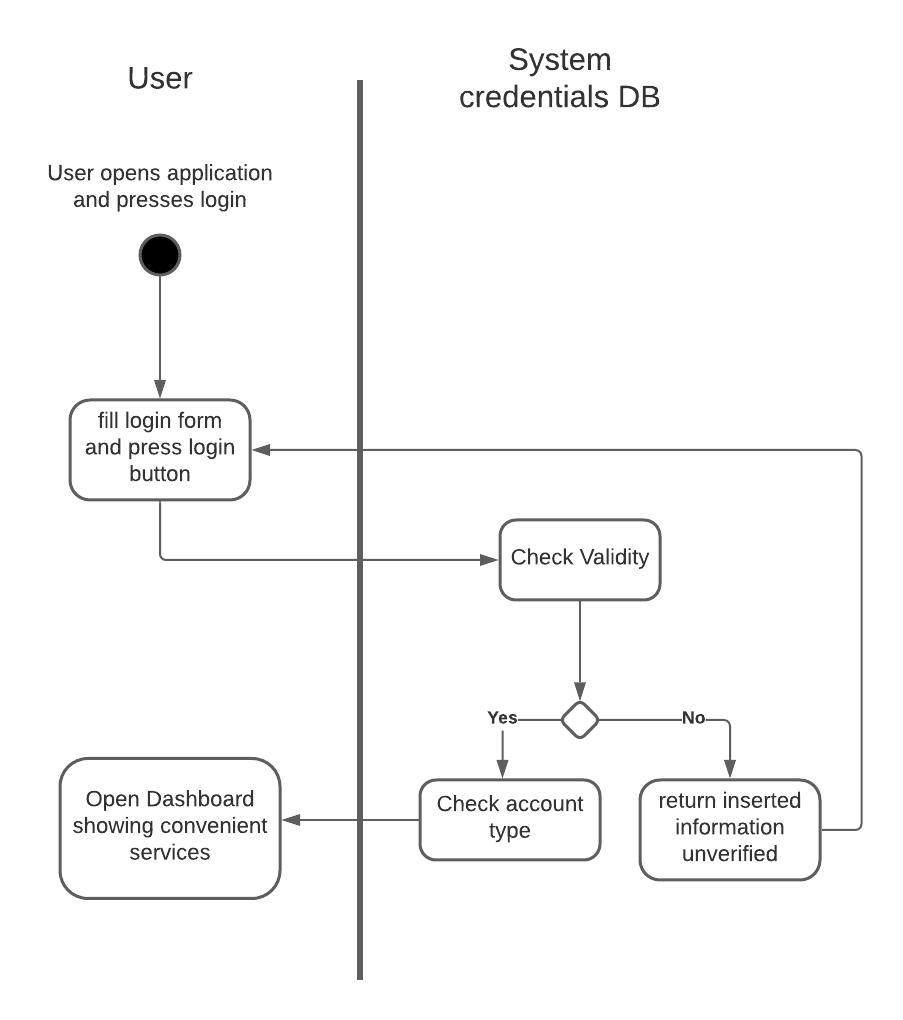 User
System
credentials DB
User opens application
and presses login
fill login form
and press login
button
Check Validity
Yes
No
Open Dashboard
showing convenient
services
Check account
type
return inserted
information
unverified